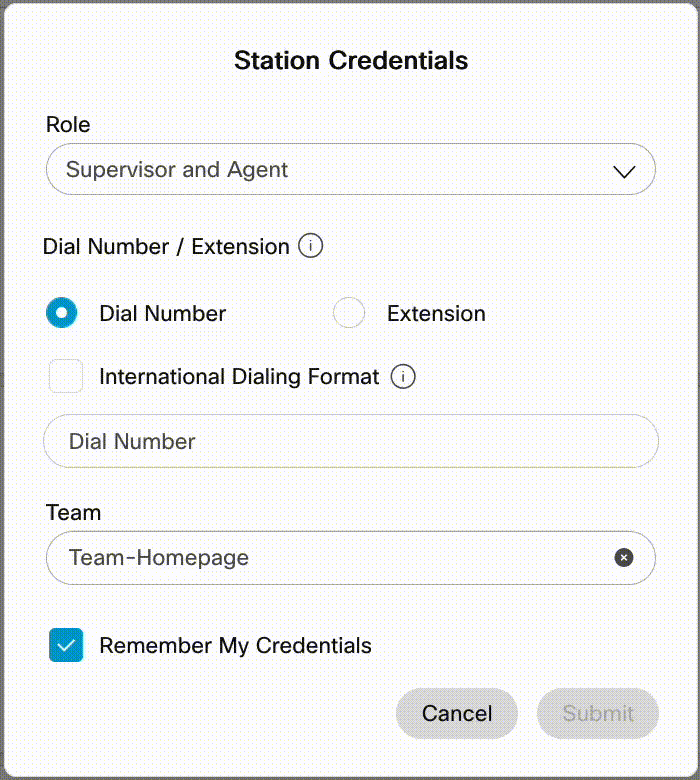 Station Credentials
Role
Supervisor and Agent
Dial Number / Extension i
Dial Number Extension
International Dialing Format i
Dial Number
Team
Team-Homepage
Remember My Credentials
Cancel Submit